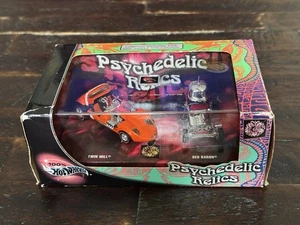 Psychedelic
Relics
TWIN MILL
RED BARON
100%
Hot Wheels
Psychedelic
Relics